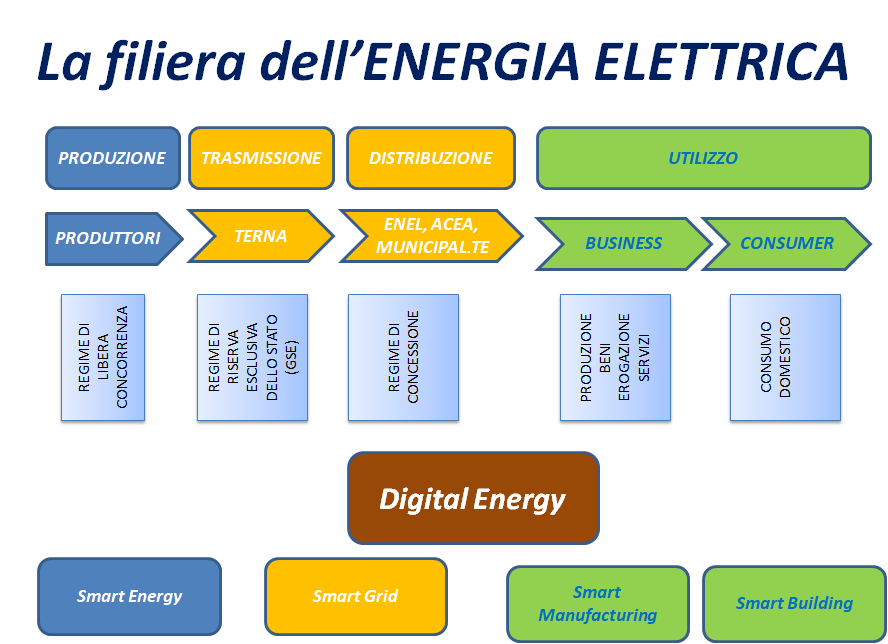 La filiera dell’ENERGIA ELETTRICA
PRODUZIONE
TRASMISSIONE
DISTRIBUZIONE
UTILIZZO
PRODUTTORI
TERNA
ENEL, ACEA,
MUNICIPAL.TE
BUSINESS
CONSUMER
REGIME DI
LIBERA
CONCORRENZA
REGIME DI
RISERVA
ESCLUSIVA
DELLO STATO
(GSE)
REGIME DI
CONCESSIONE
PRODUZIONE
BENI
EROGAZIONE
SERVIZI
CONSUMO
DOMESTICO
Digital Energy
Smart Energy
Smart Grid
Smart
Manufacturing
Smart Building